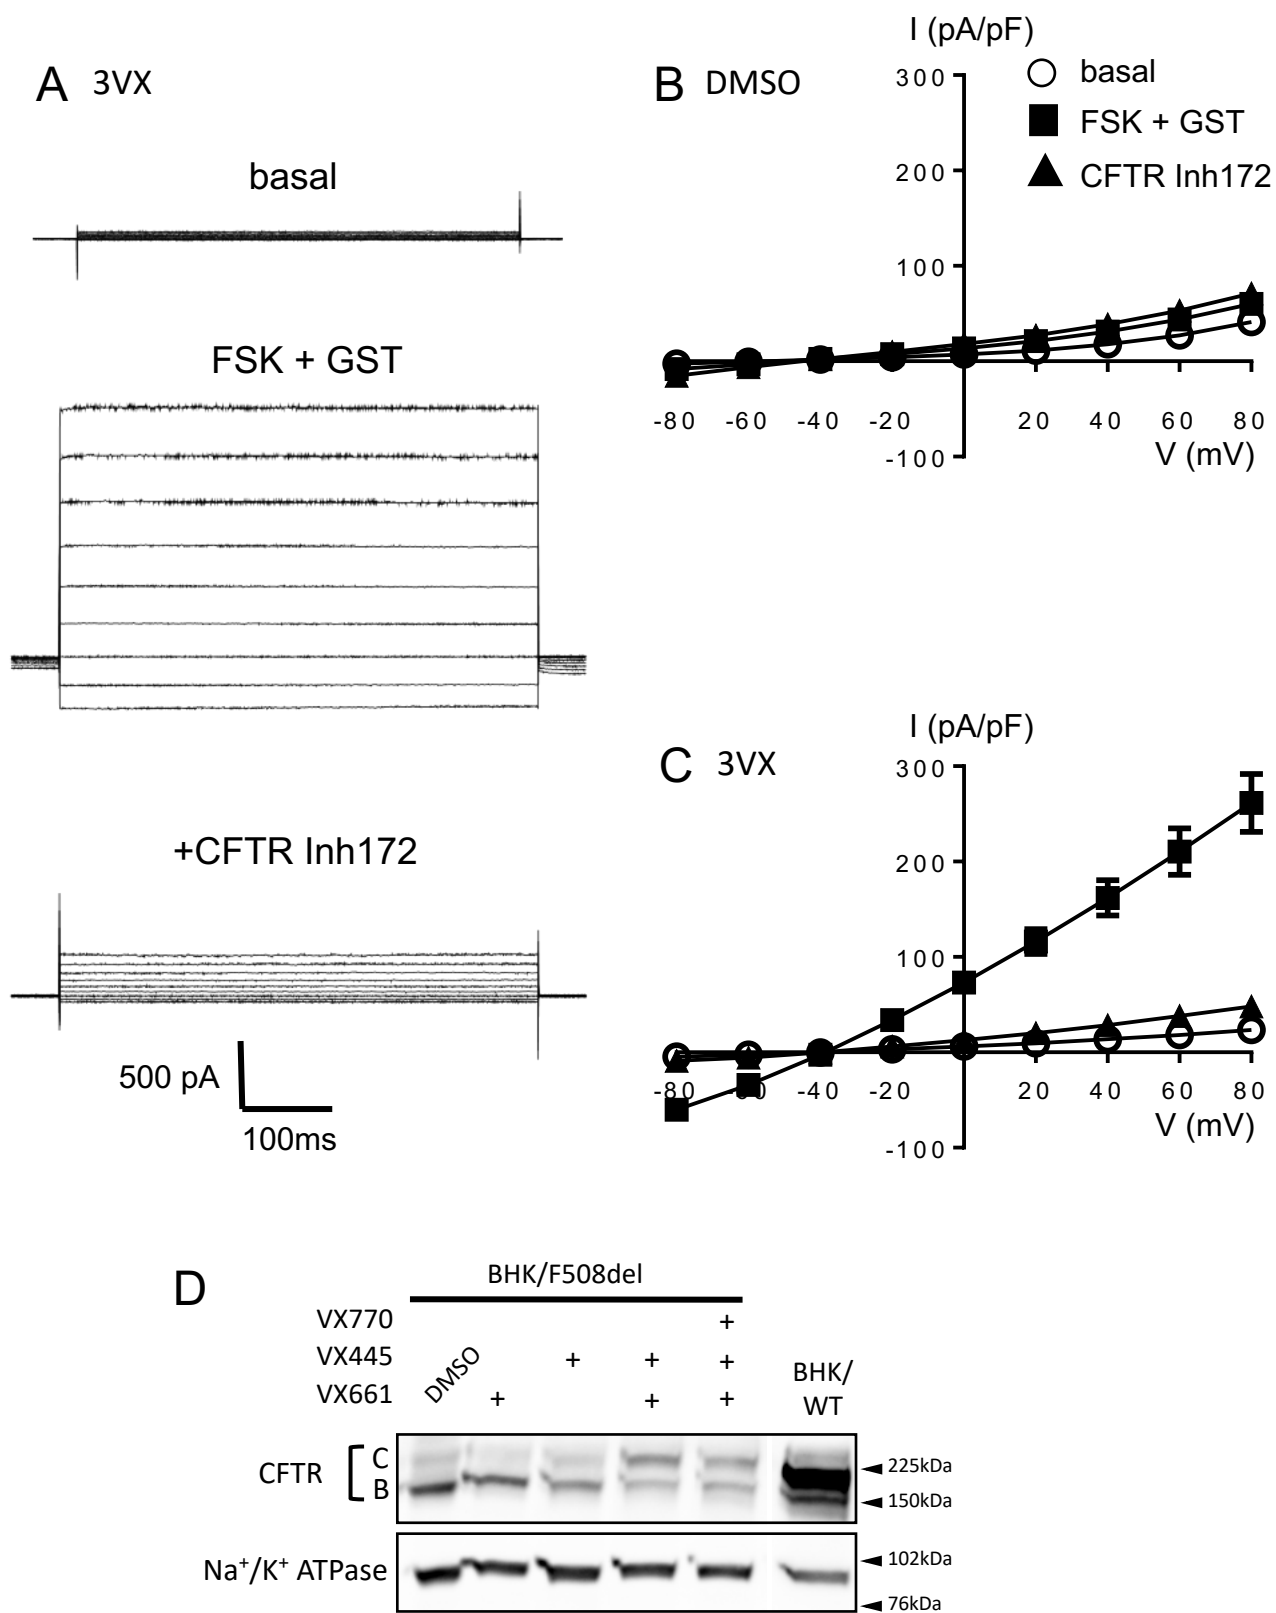 A 3VX
basal
FSK + GST
+CFTR Inh172
500 pA
100ms
B DMSO
I (pA/pF)
basal
FSK + GST
CFTR Inh172
300
200
100
-100
-80 -60 -40 -20 20 40 60 80
V (mV)
C 3VX
I (pA/pF)
300
200
100
-100
-80 -60 -40 -20 20 40 60 80
V (mV)
D
BHK/F508del
VX770 +
VX445 + + +
VX661 DMSO + + +
BHK/
WT
CFTR
C
B
225kDa
150kDa
Na⁺/K⁺ ATPase
102kDa
76kDa